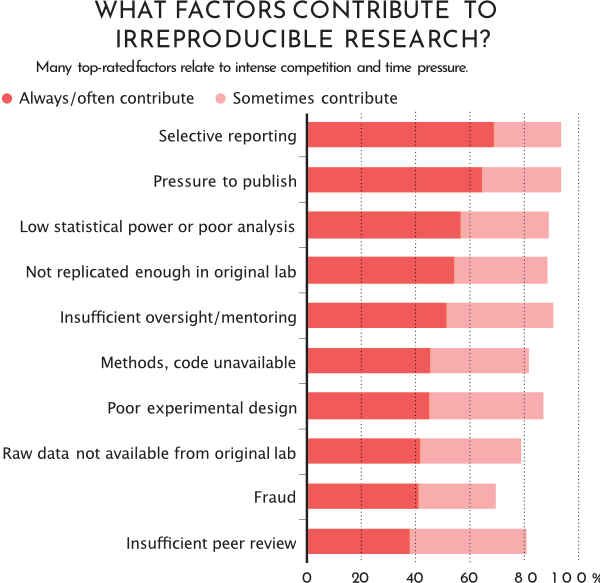 WHAT FACTORS CONTRIBUTE TO
IRREPRODUCIBLE RESEARCH?
Many top-rated factors relate to intense competition and time pressure.
Always/often contribute Sometimes contribute
Selective reporting
Pressure to publish
Low statistical power or poor analysis
Not replicated enough in original lab
Insufficient oversight/mentoring
Methods, code unavailable
Poor experimental design
Raw data not available from original lab
Fraud
Insufficient peer review
0 20 40 60 80 100 %